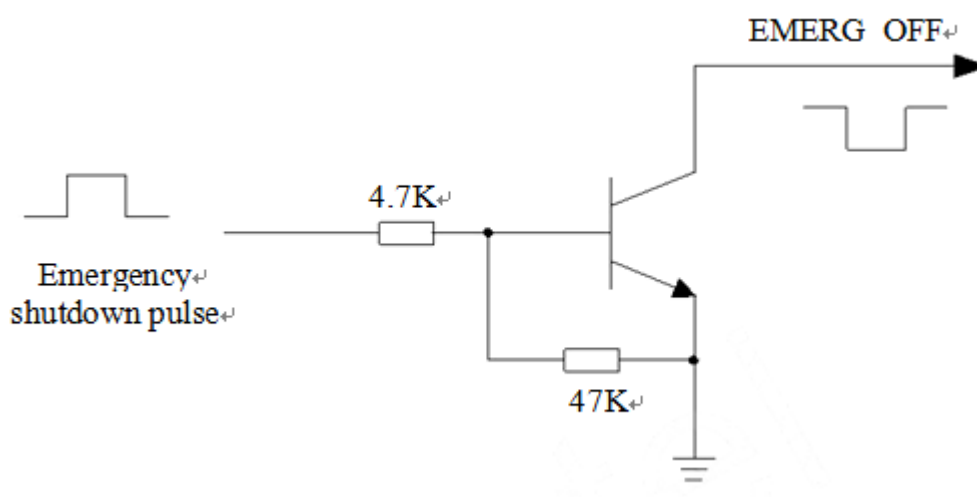 EMERG OFF↵
4.7K↵
Emergency↵
shutdown pulse↵
47K↵